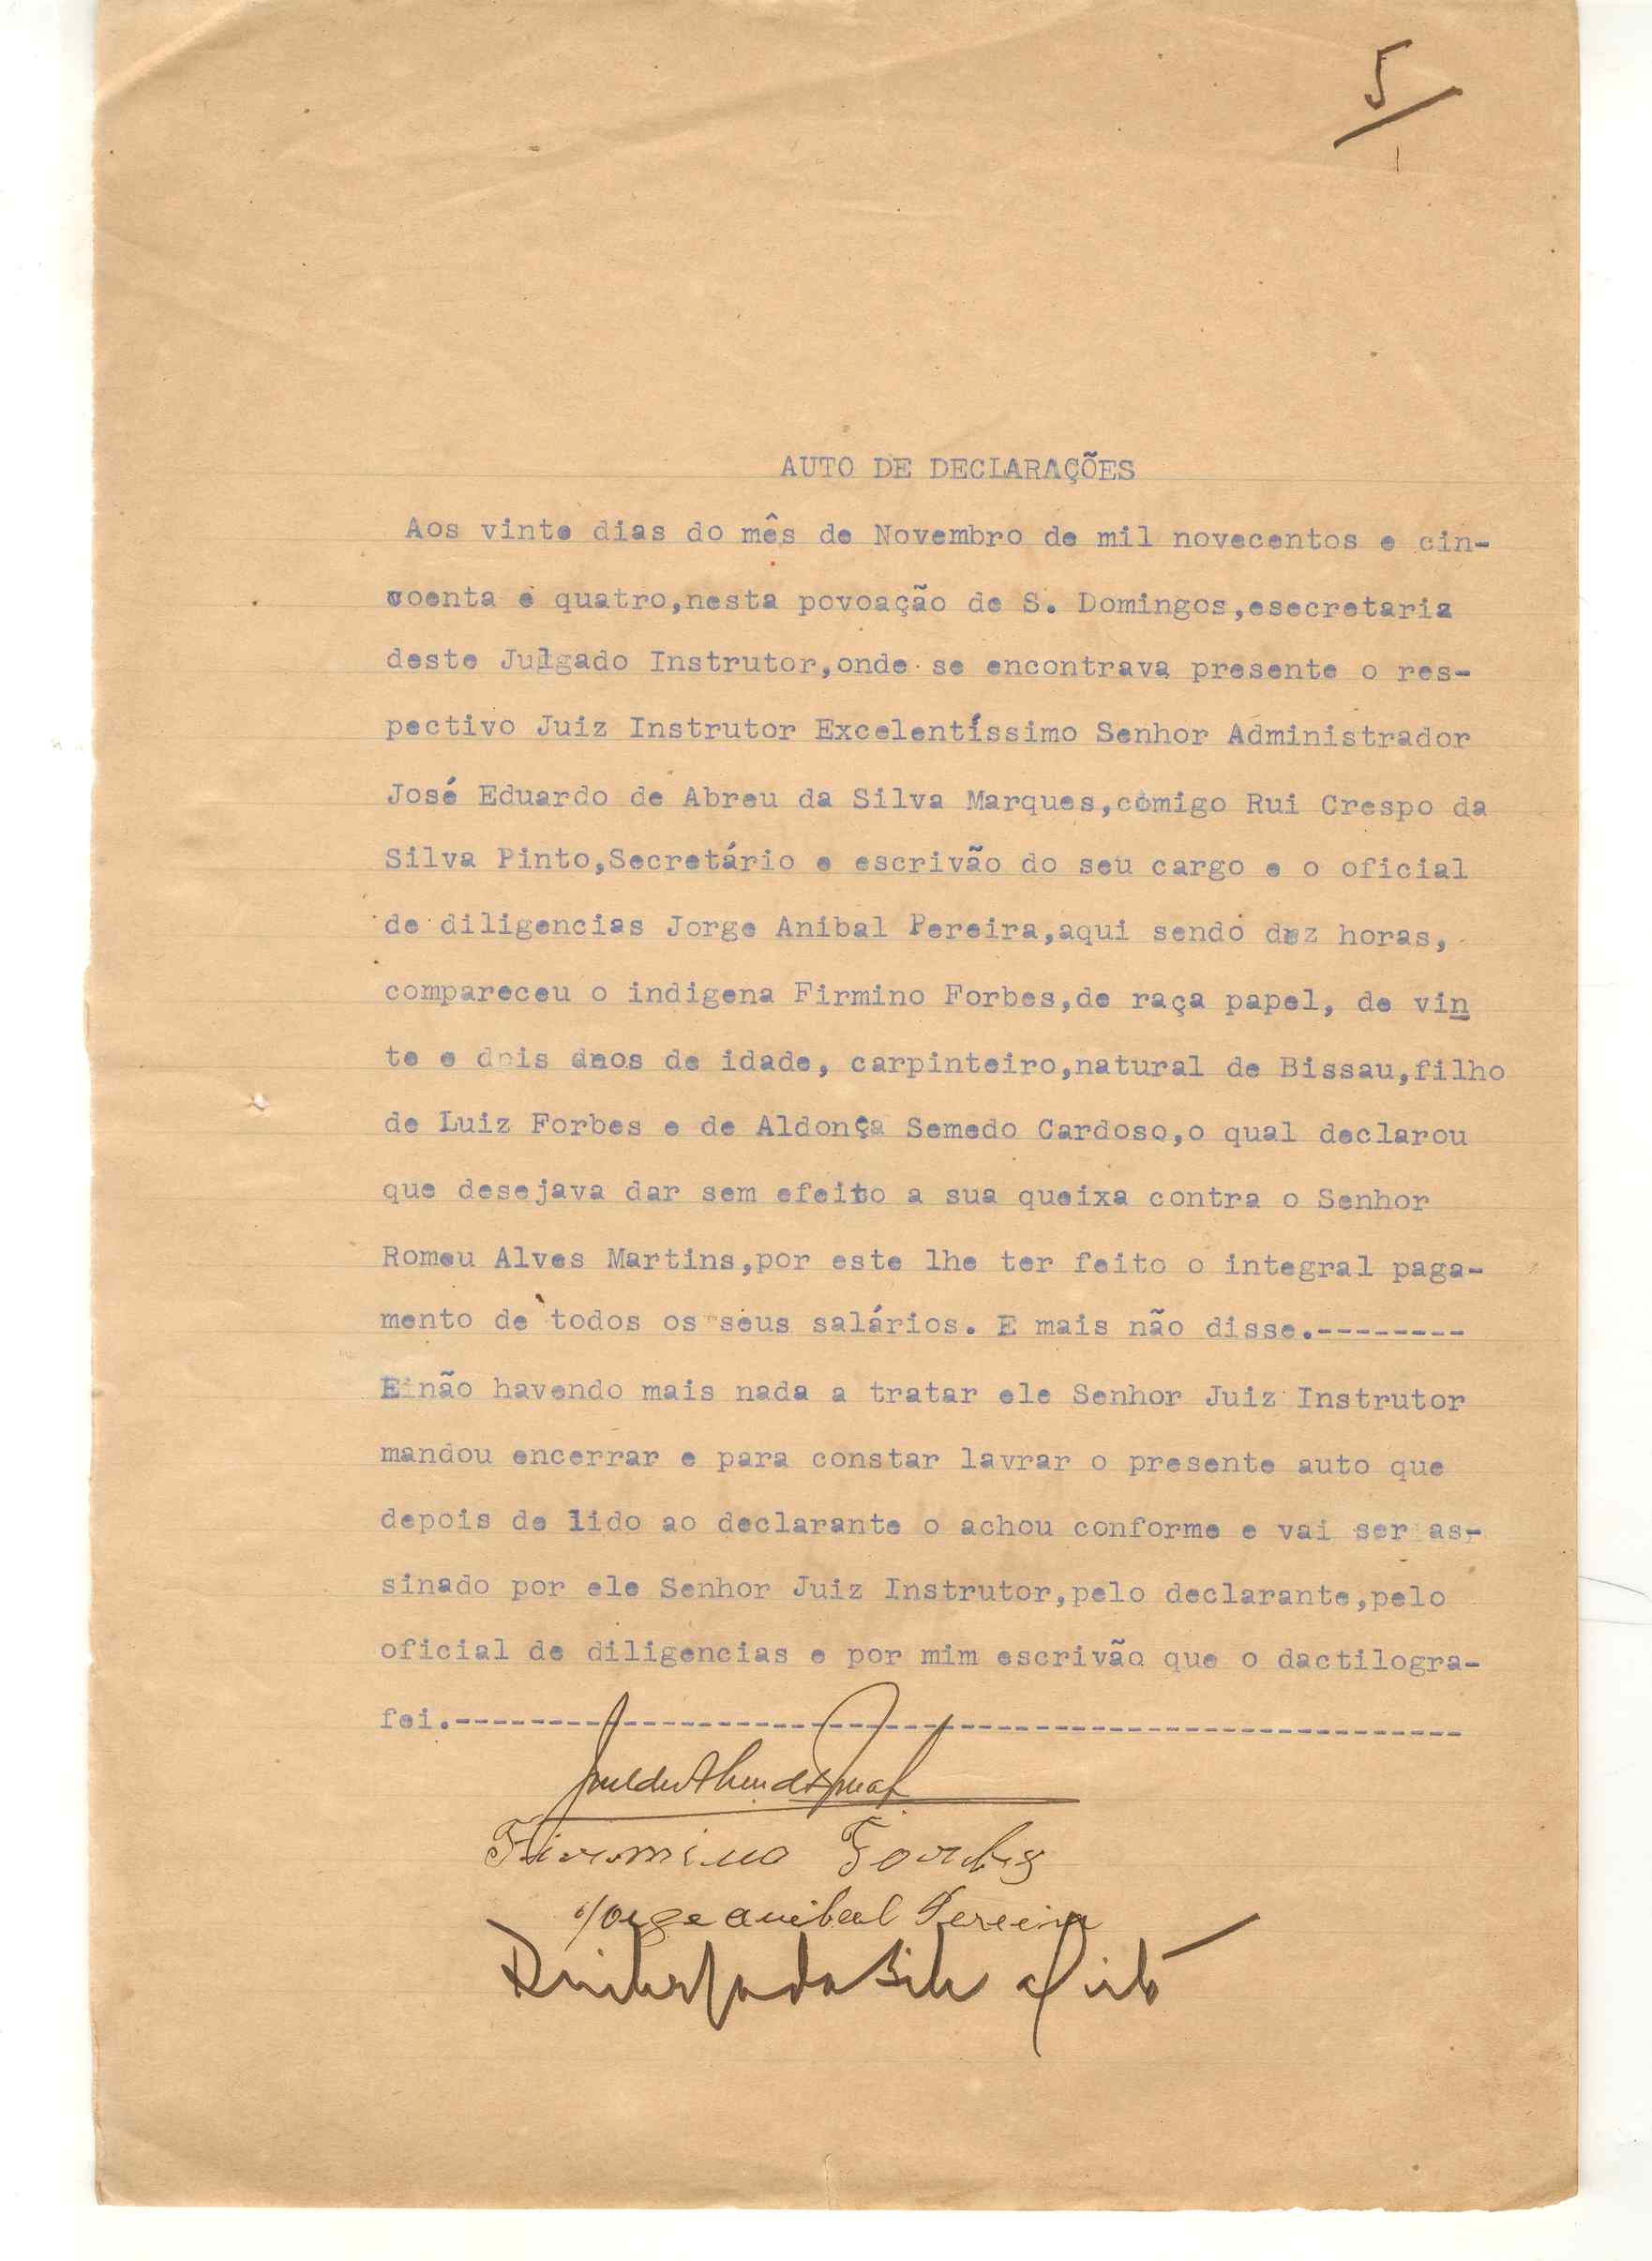 5
AUTO DE DECLARAÇÕES
Aos vinte dias do mês de Novembro de mil novecentos e cin-
coenta e quatro,nesta povoação de S. Domingos,esecretaria
deste Julgado Instrutor,onde se encontrava presente o res-
pectivo Juiz Instrutor Excelentíssimo Senhor Administrador
José Eduardo de Abreu da Silva Marques,comigo Rui Crespo da
Silva Pinto,Secretário e escrivão do seu cargo e o oficial
de diligencias Jorge Anibal Pereira,aqui sendo dez horas,
compareceu o indigena Firmino Forbes,de raça papel, de vin
te e dois anos de idade, carpinteiro,natural de Bissau,filho
de Luiz Forbes e de Aldonça Semedo Cardoso,o qual declarou
que desejava dar sem efeito a sua queixa contra o Senhor
Romeu Alves Martins,por este lhe ter feito o integral paga-
mento de todos os seus salários. E mais não disse.--------
E não havendo mais nada a tratar ele Senhor Juiz Instrutor
mandou encerrar e para constar lavrar o presente auto que
depois de lido ao declarante o achou conforme e vai ser as-
sinado por ele Senhor Juiz Instrutor,pelo declarante,pelo
oficial de diligencias e por mim escrivão que o dactilogra-
fei.------------------------------------------------------
Firmino Forbes
Jorge anibal Pereira
Rui Crespo da Silva Pinto